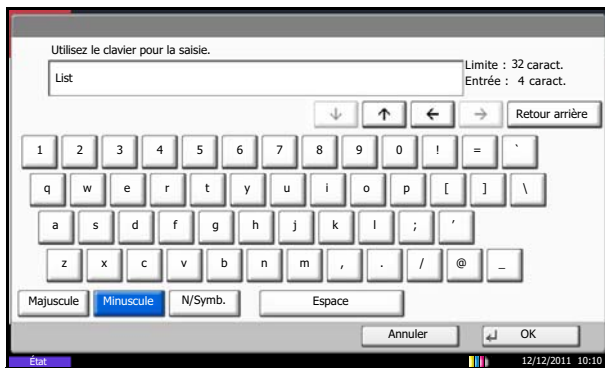 Utilisez le clavier pour la saisie.
Limite : 32 caract.
List
Entrée : 4 caract.
↓ ↑ ← → Retour arrière
1 2 3 4 5 6 7 8 9 0 ! = `
q w e r t y u i o p [ ] \
a s d f g h j k l ; ′
z x c v b n m , . / @ _
Majuscule Minuscule N/Symb. Espace
Annuler OK
État 12/12/2011 10:10